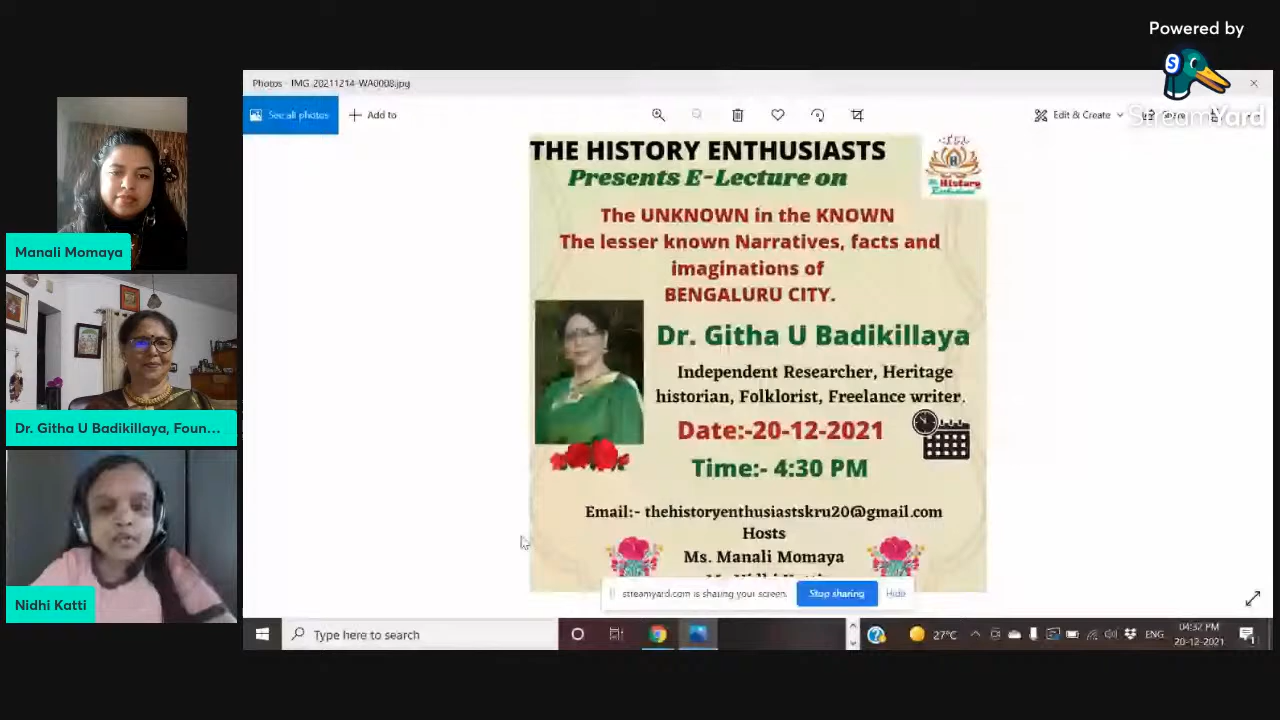 Powered by
StreamYard
Manali Momaya
Dr. Githa U Badikillaya, Foun...
Nidhi Katti
Photos - IMG-20211214-WA0008.jpg
See all photos
Add to
Edit & Create
Share
THE HISTORY ENTHUSIASTS
Presents E-Lecture on
H
History
The UNKNOWN in the KNOWN
The lesser known Narratives, facts and
imaginations of
BENGALURU CITY.
Dr. Githa U Badikillaya
Independent Researcher, Heritage
historian, Folklorist, Freelance writer.
Date:-20-12-2021
Time:- 4:30 PM
Email:- thehistoryenthusiastskru20@gmail.com
Hosts
Ms. Manali Momaya
streamyard.com is sharing your screen.
Stop sharing
Hide
Type here to search
27°C
ENG
04:32 PM
20-12-2021